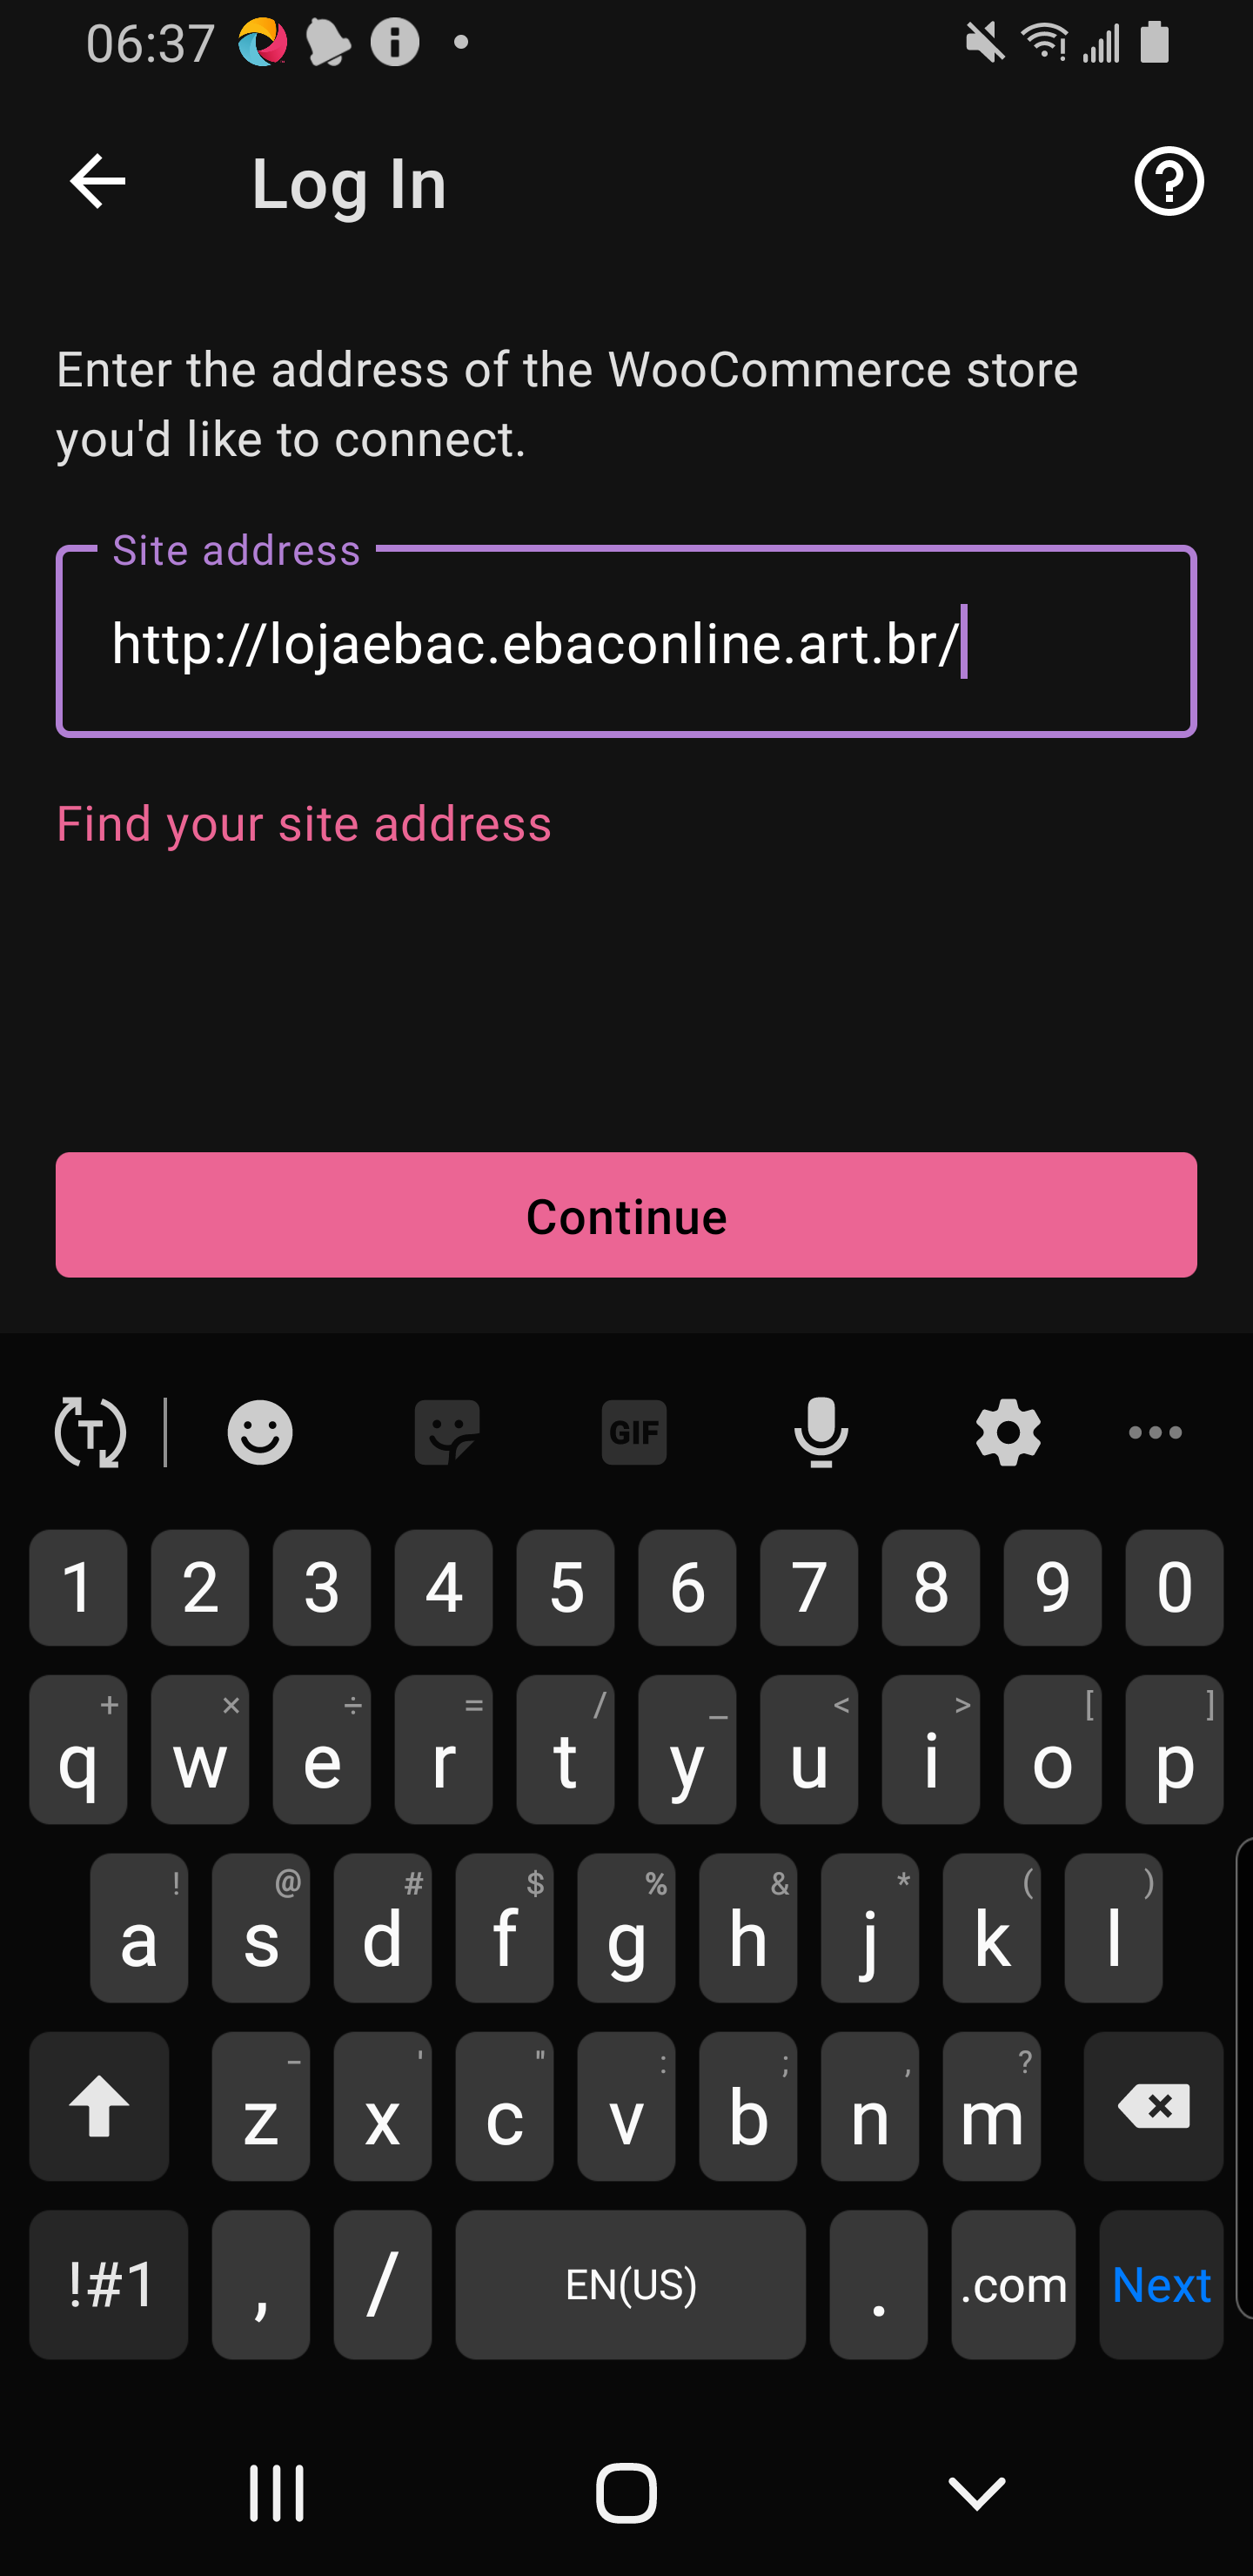 06:37
Log In
Enter the address of the WooCommerce store
you'd like to connect.
Site address
http://lojaebac.ebaconline.art.br/
Find your site address
Continue
T GIF
1 2 3 4 5 6 7 8 9 0
+ × ÷ = / _ < > [ ]
q w e r t y u i o p
! @ # $ % & * ( )
a s d f g h j k l
- ' " : ; , ?
z x c v b n m
!#1 , / EN(US) . .com Next